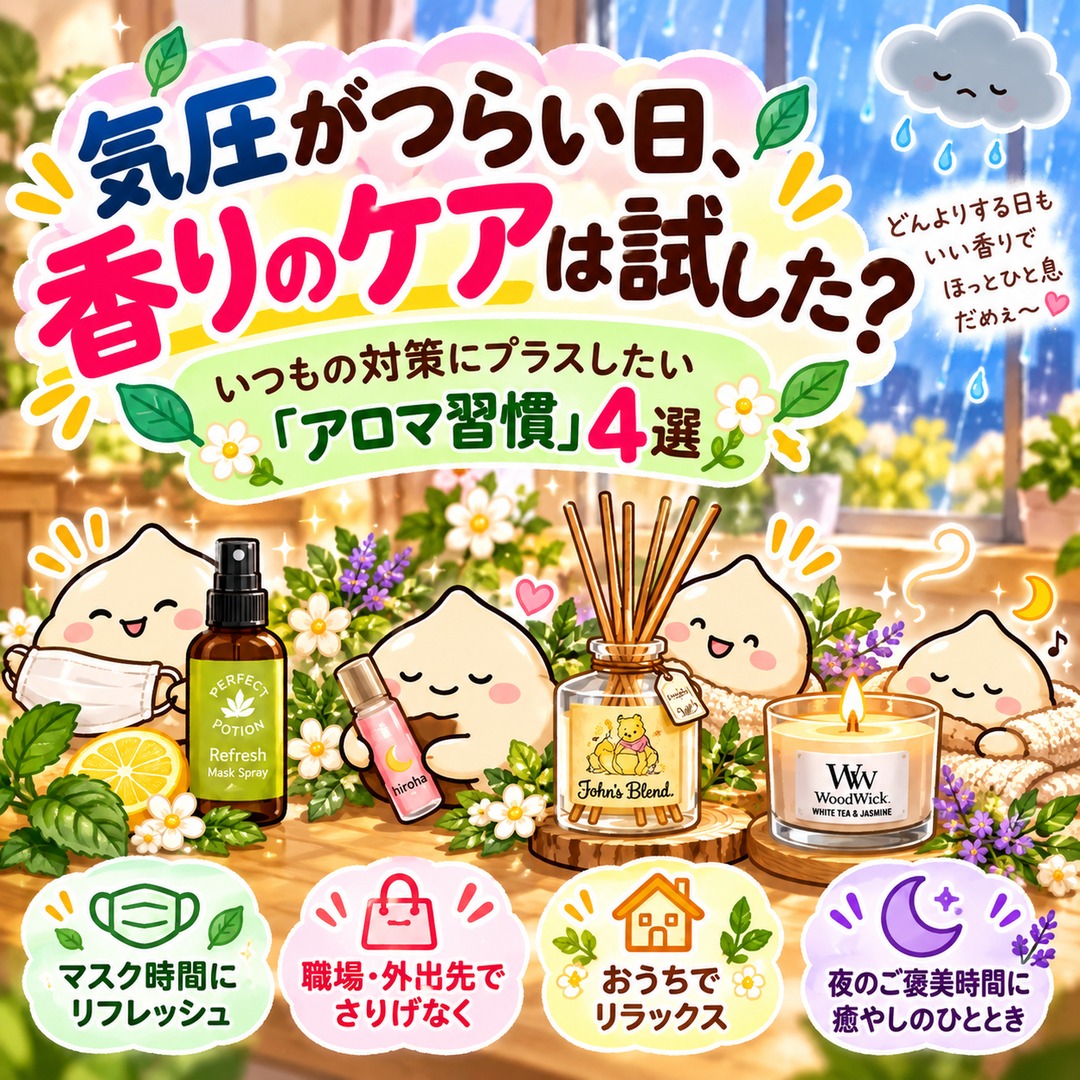 気圧がつらい日、
香りのケアは試した?
いつもの対策にプラスしたい
「アロマ習慣」4選
どんよりする日も
いい香りで
ほっとひと息
だめぇ〜
PERFECT
POTION
Refresh
Mask Spray
hiroha
John's Blend.
WW
WOODWICK.
WHITE TEA & JASMINE
マスク時間に
リフレッシュ
職場・外出先で
さりげなく
おうちで
リラックス
夜のご褒美時間に
癒やしのひととき